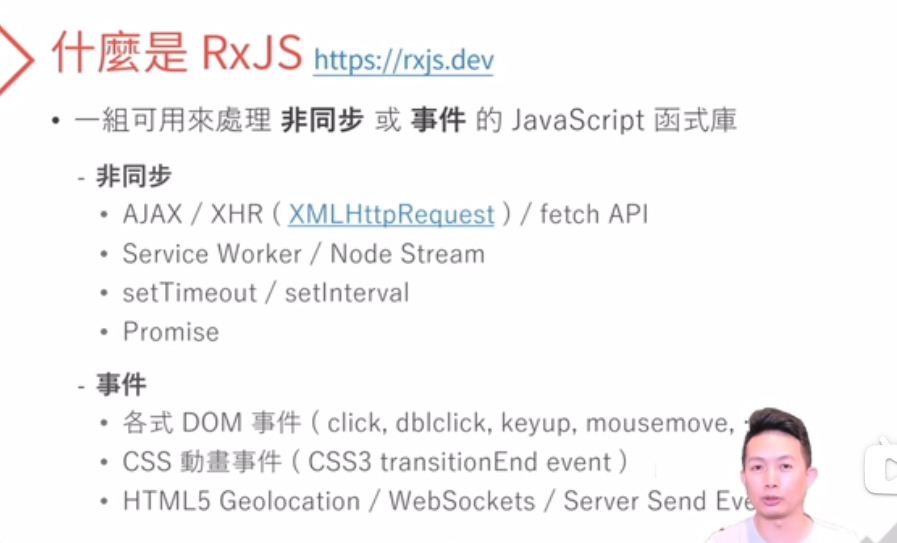 什麼是 RxJS https://rxjs.dev
• 一組可用來處理 非同步 或 事件 的 JavaScript 函式庫
- 非同步
• AJAX / XHR ( XMLHttpRequest ) / fetch API
• Service Worker / Node Stream
• setTimeout / setInterval
• Promise
- 事件
• 各式 DOM 事件 ( click, dblclick, keyup, mousemove,
• CSS 動畫事件 ( CSS3 transitionEnd event )
• HTML5 Geolocation / WebSockets / Server Send